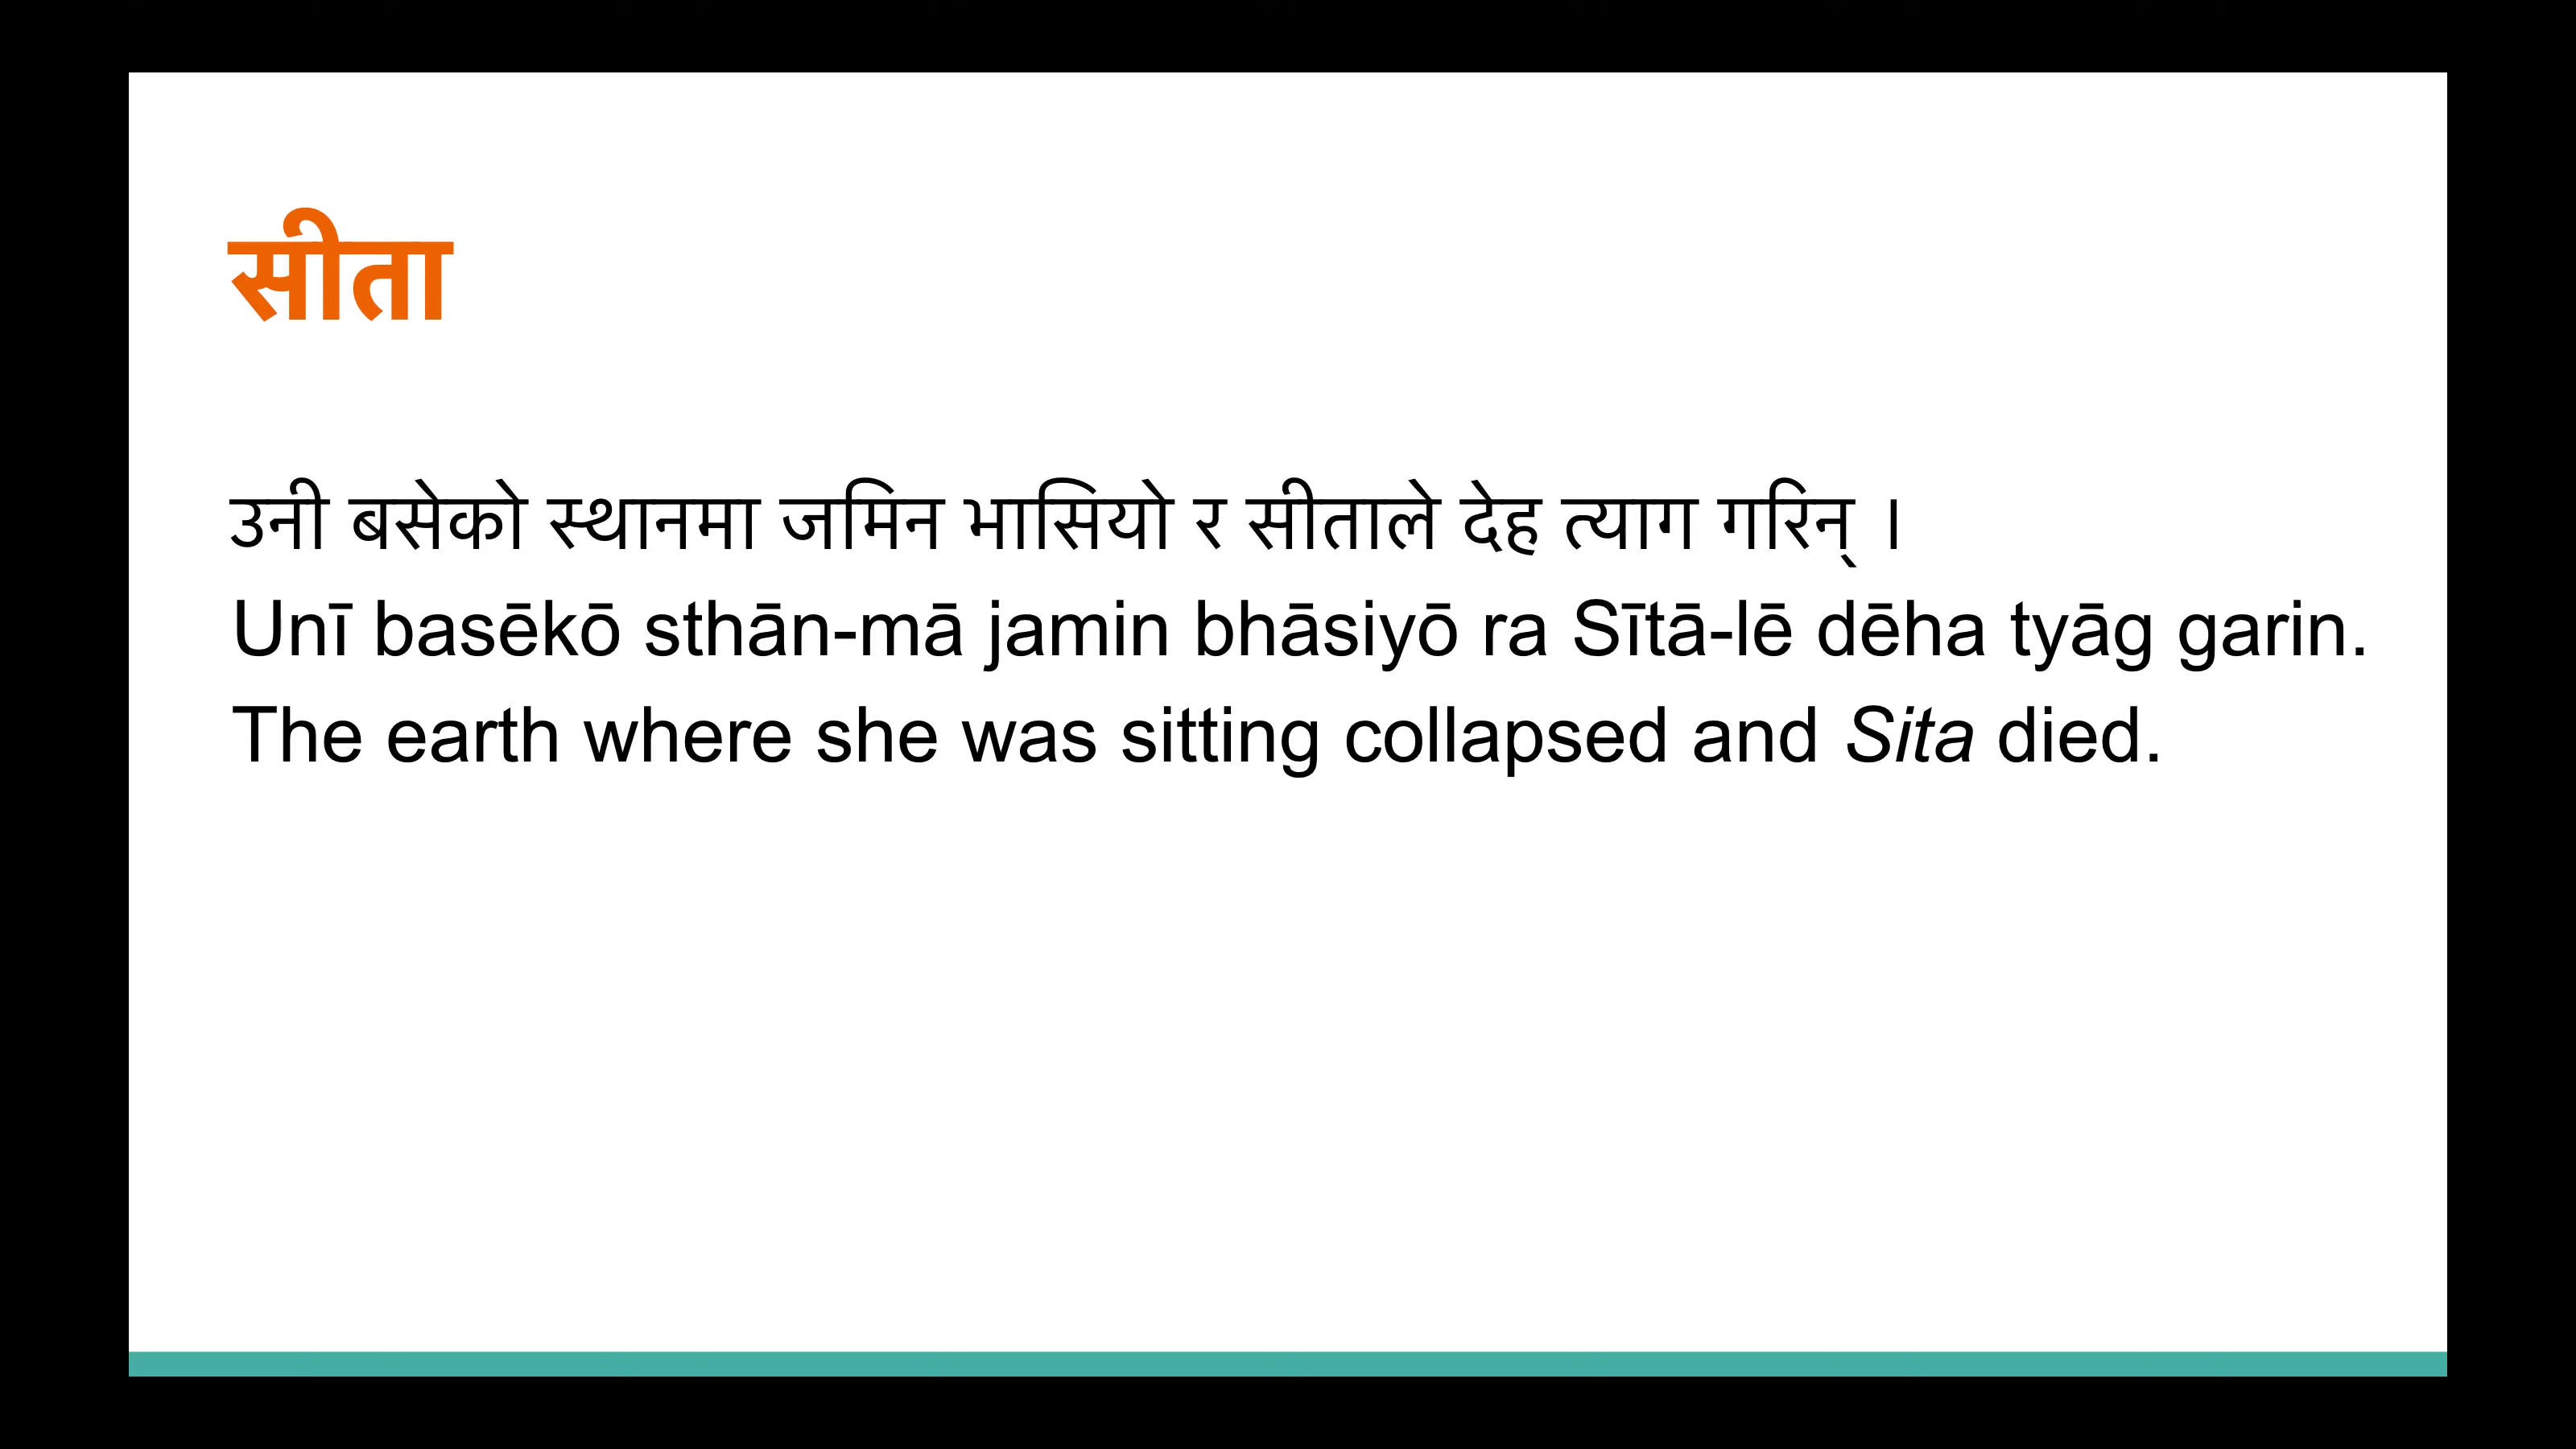 सीता
उनी बसेको स्थानमा जमिन भासियो र सीताले देह त्याग गरिन् ।
Unī basēkō sthān-mā jamin bhāsiyō ra Sītā-lē dēha tyāg garin.
The earth where she was sitting collapsed and Sita died.